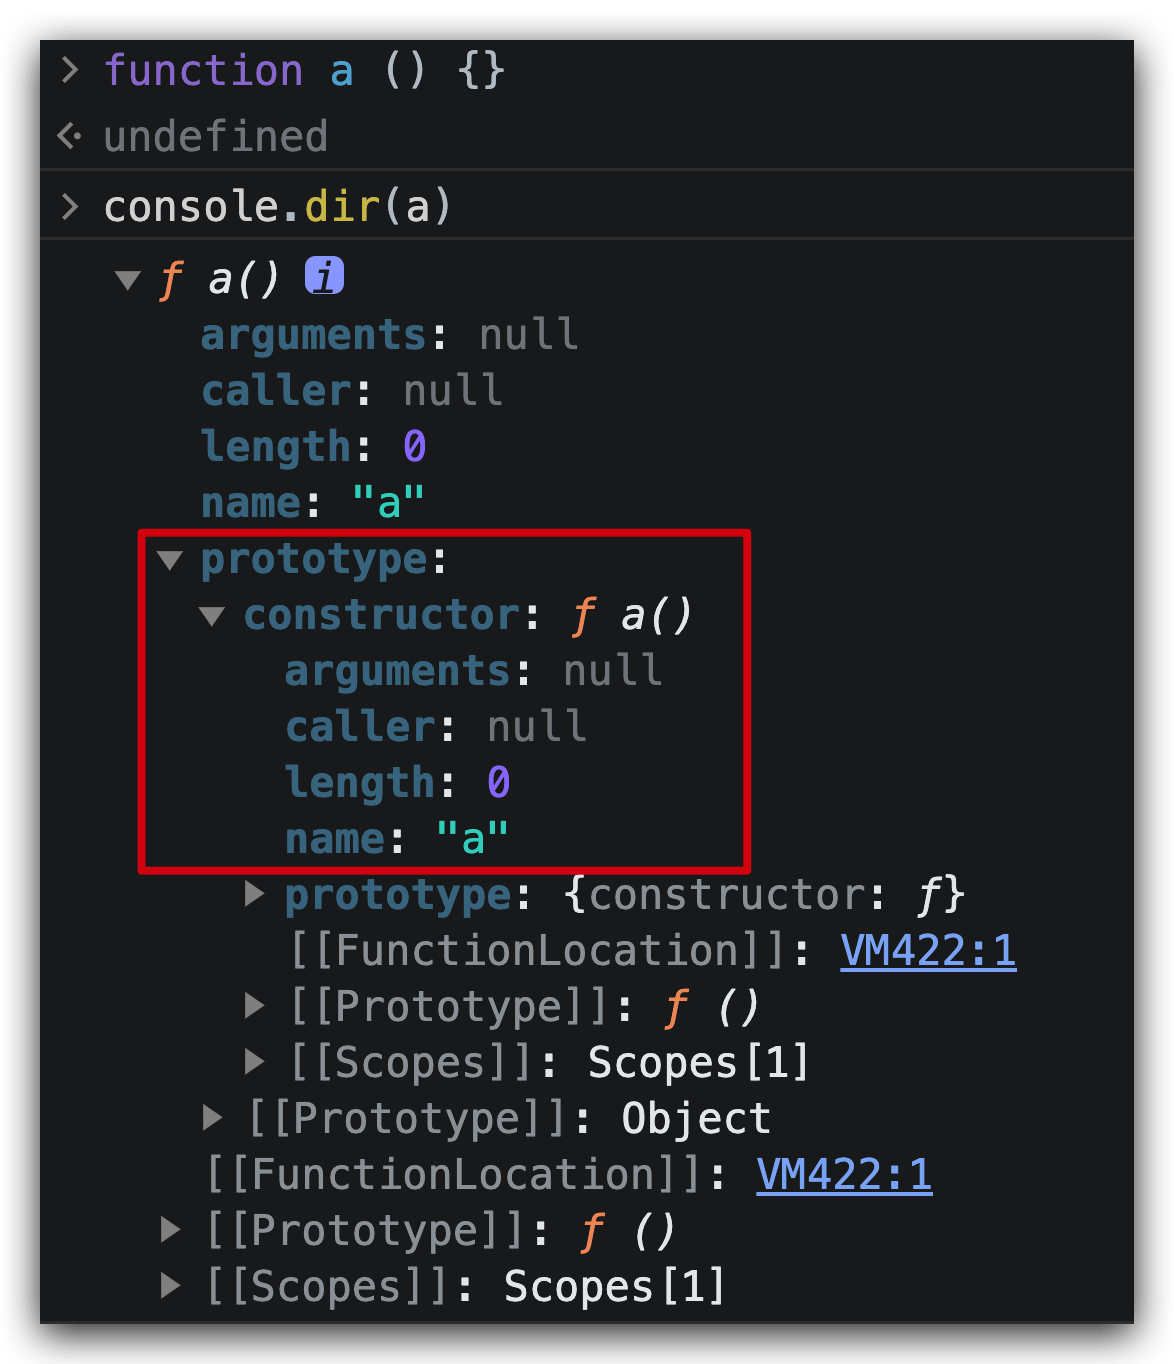 > function a () {}
undefined
> console.dir(a)
▼ ƒ a() i
arguments: null
caller: null
length: 0
name: "a"
▼ prototype:
▼ constructor: ƒ a()
arguments: null
caller: null
length: 0
name: "a"
▶ prototype: {constructor: ƒ}
[[FunctionLocation]]: VM422:1
▶ [[Prototype]]: ƒ ()
▶ [[Scopes]]: Scopes[1]
▶ [[Prototype]]: Object
[[FunctionLocation]]: VM422:1
▶ [[Prototype]]: ƒ ()
▶ [[Scopes]]: Scopes[1]